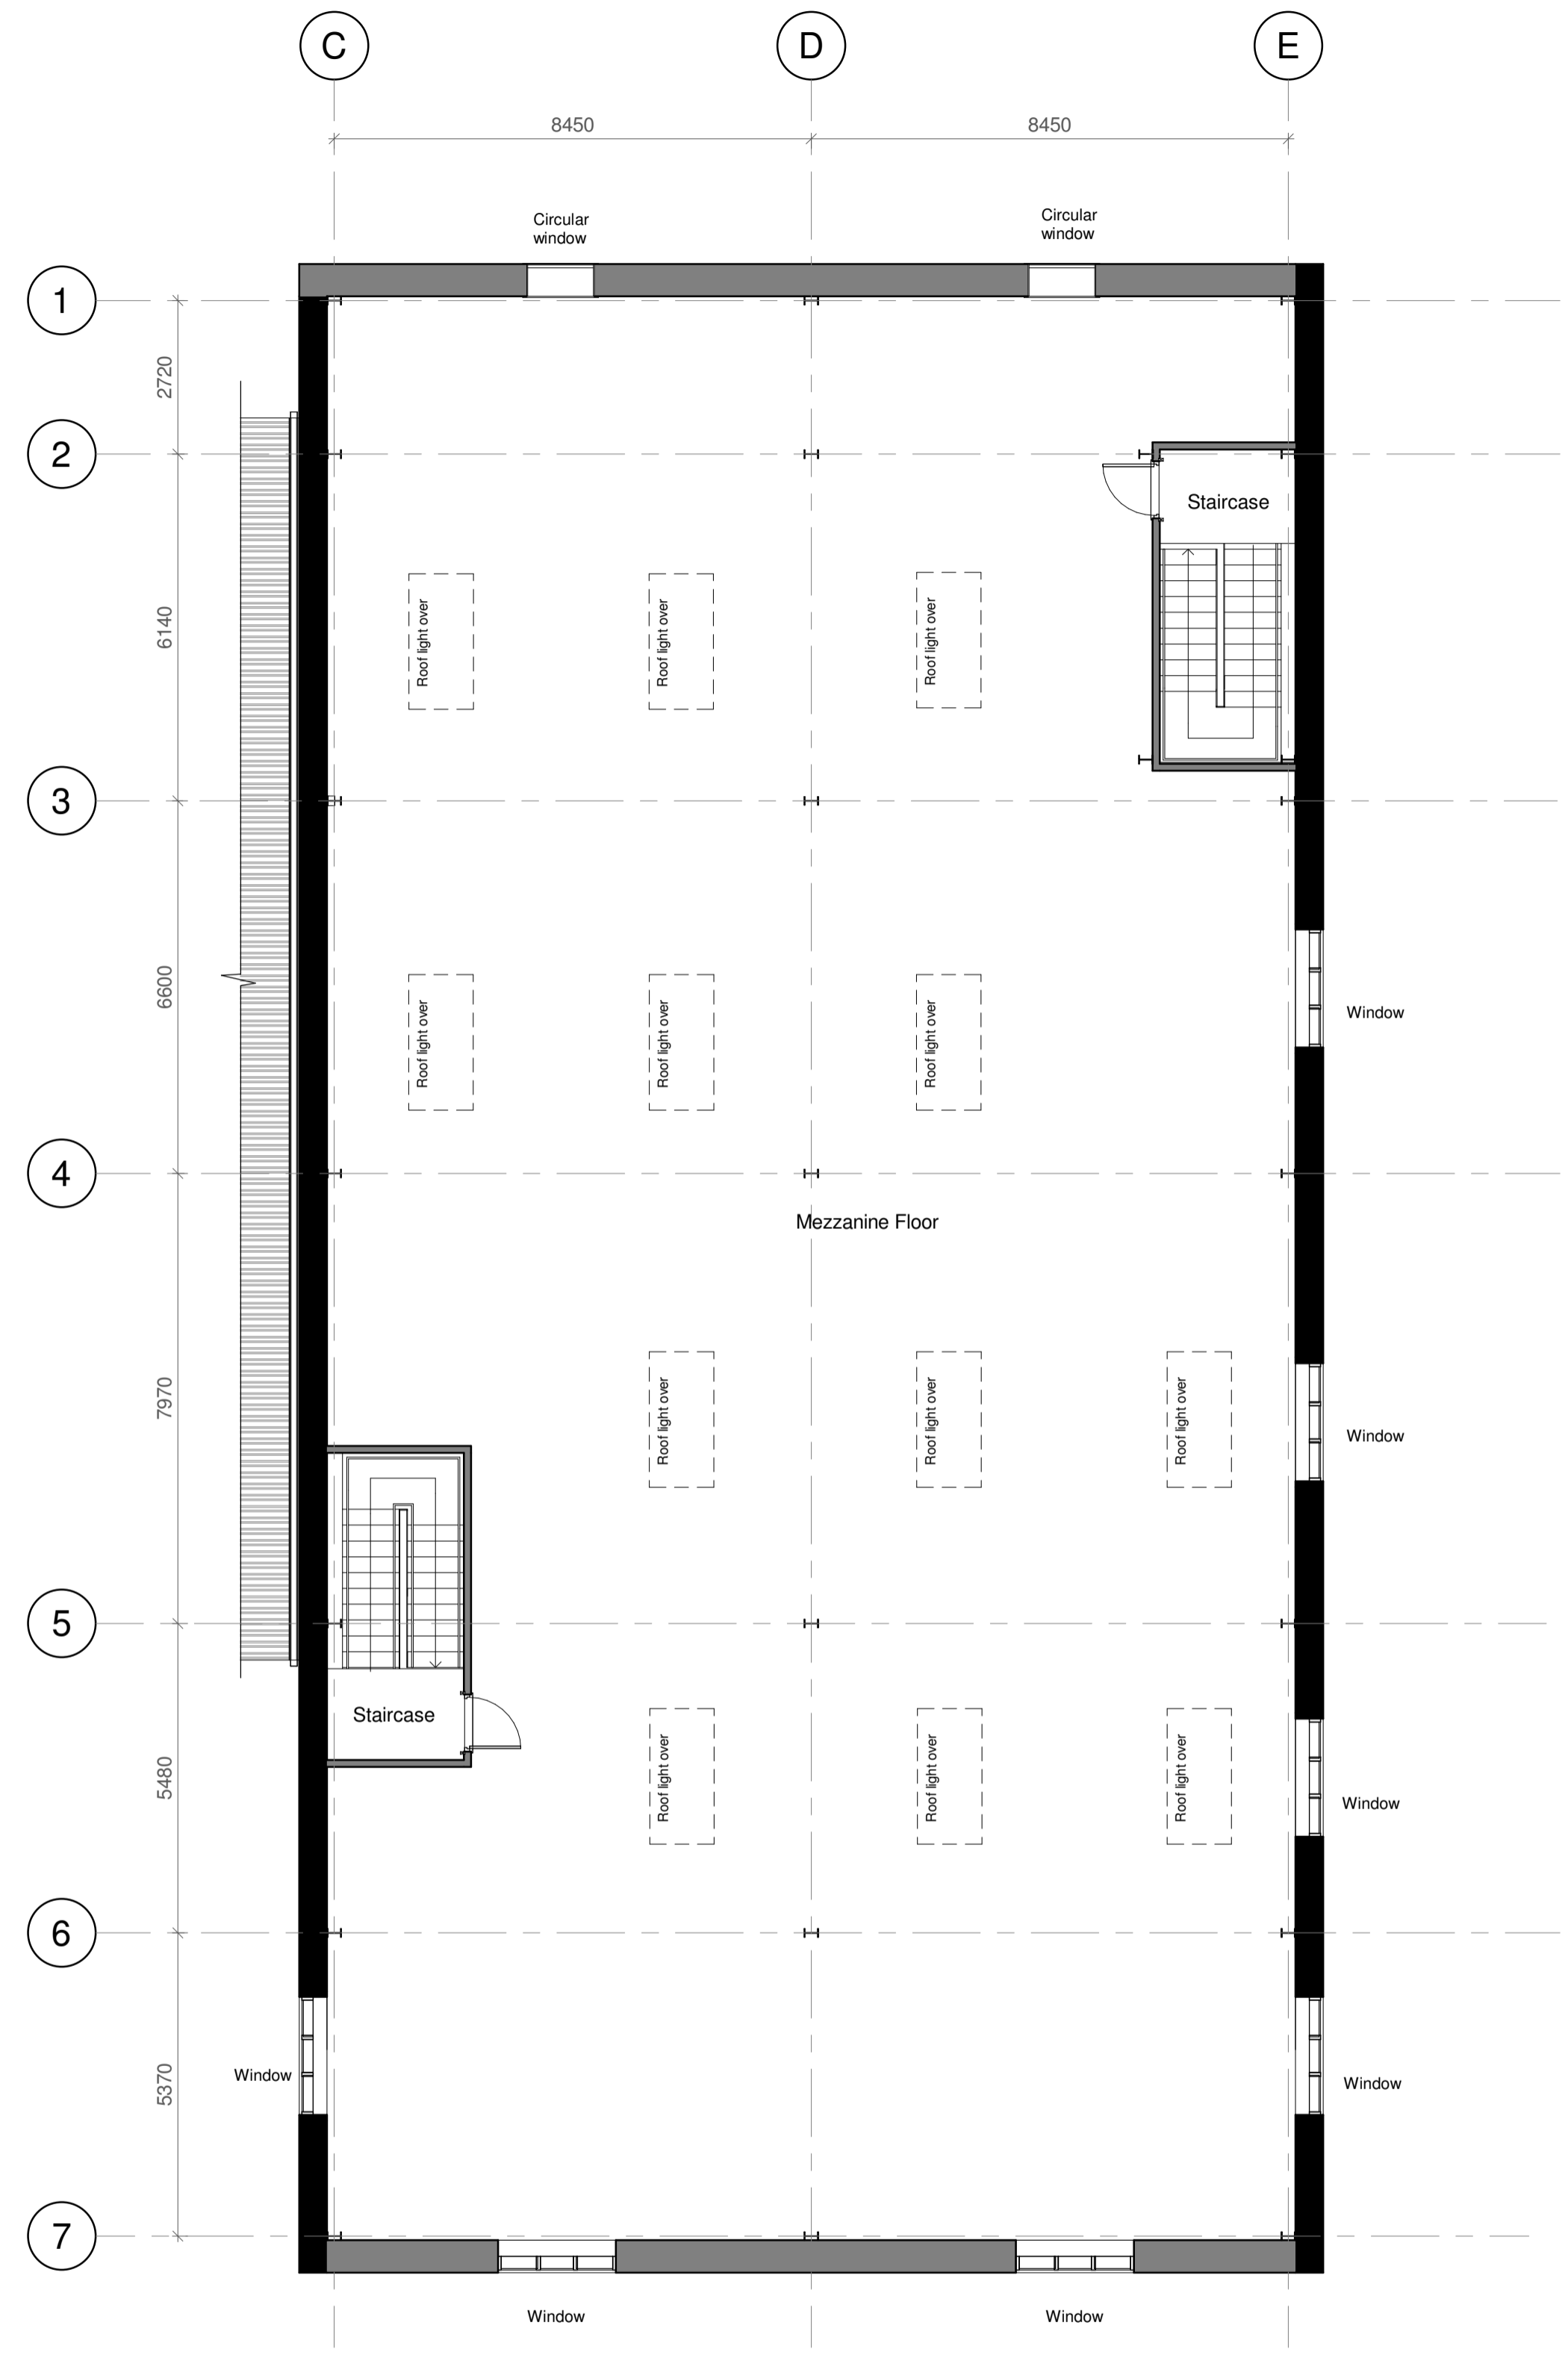 C
D
E
8450
8450
Circular
window
Circular
window
1
2720
2
Staircase
6140
Roof light over
Roof light over
Roof light over
3
6600
Roof light over
Roof light over
Roof light over
Window
4
Mezzanine Floor
7970
Roof light over
Roof light over
Roof light over
Window
5
Staircase
5480
Roof light over
Roof light over
Roof light over
Window
6
5370
Window
Window
7
Window
Window